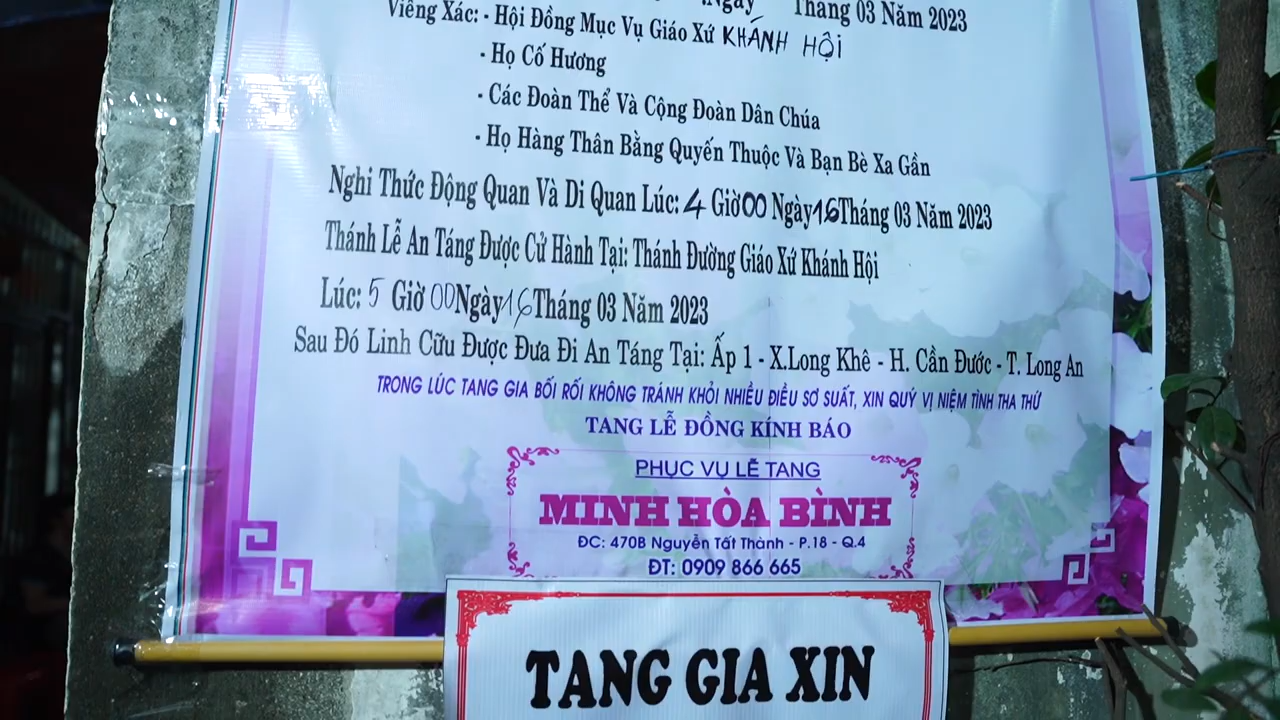 Ngày Tháng 03 Năm 2023
Viếng Xác: - Hội Đồng Mục Vụ Giáo Xứ KHÁNH HỘI
- Họ Cố Hương
- Các Đoàn Thể Và Cộng Đoàn Dân Chúa
- Họ Hàng Thân Bằng Quyến Thuộc Và Bạn Bè Xa Gần
Nghi Thức Động Quan Và Di Quan Lúc: 4 Giờ 00 Ngày 16 Tháng 03 Năm 2023
Thánh Lễ An Táng Được Cử Hành Tại: Thánh Đường Giáo Xứ Khánh Hội
Lúc: 5 Giờ 00 Ngày 16 Tháng 03 Năm 2023
Sau Đó Linh Cữu Được Đưa Đi An Táng Tại: Ấp 1 - X.Long Khê - H. Cần Đước - T. Long An
TRONG LÚC TANG GIA BỐI RỐI KHÔNG TRÁNH KHỎI NHIỀU ĐIỀU SƠ SUẤT, XIN QUÝ VỊ NIỆM TÌNH THA THỨ
TANG LỄ ĐỒNG KÍNH BÁO
PHỤC VỤ LỄ TANG
MINH HÒA BÌNH
ĐC: 470B Nguyễn Tất Thành - P.18 - Q.4
ĐT: 0909 866 665
TANG GIA XIN